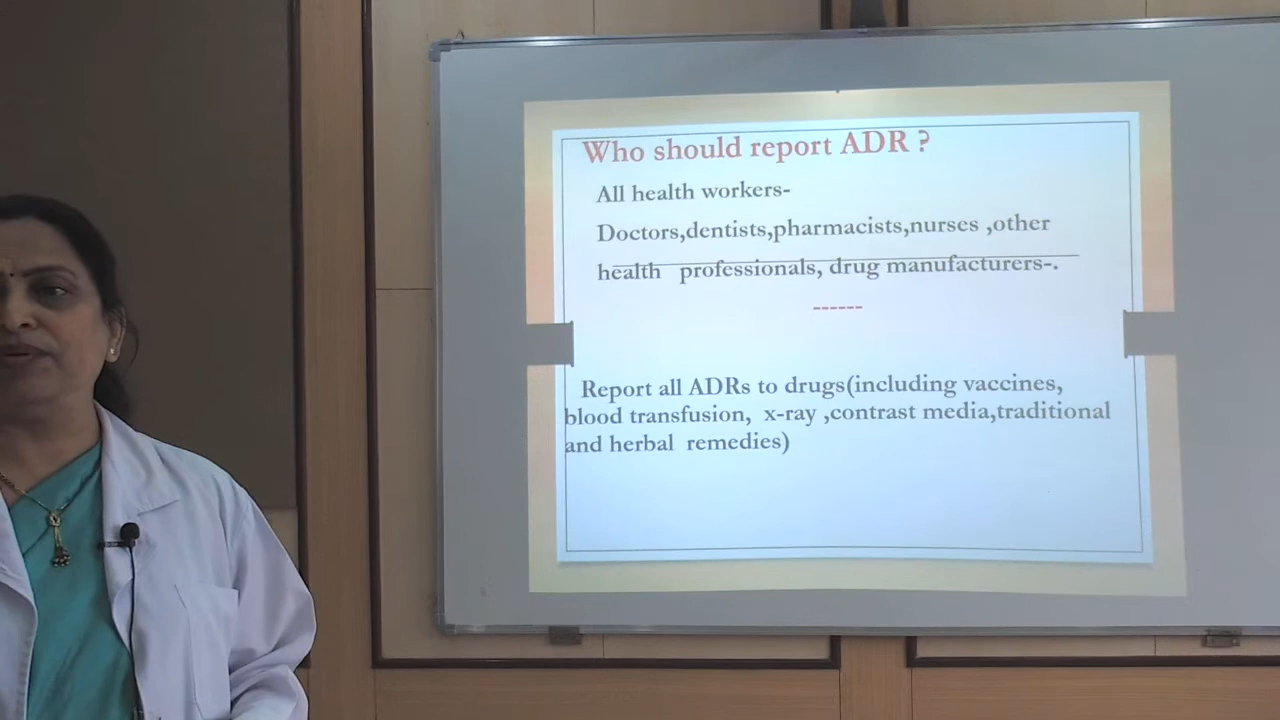 Who should report ADR ?
All health workers-
Doctors,dentists,pharmacists,nurses ,other
health professionals, drug manufacturers-.
------
Report all ADRs to drugs(including vaccines,
blood transfusion, x-ray ,contrast media,traditional
and herbal remedies)